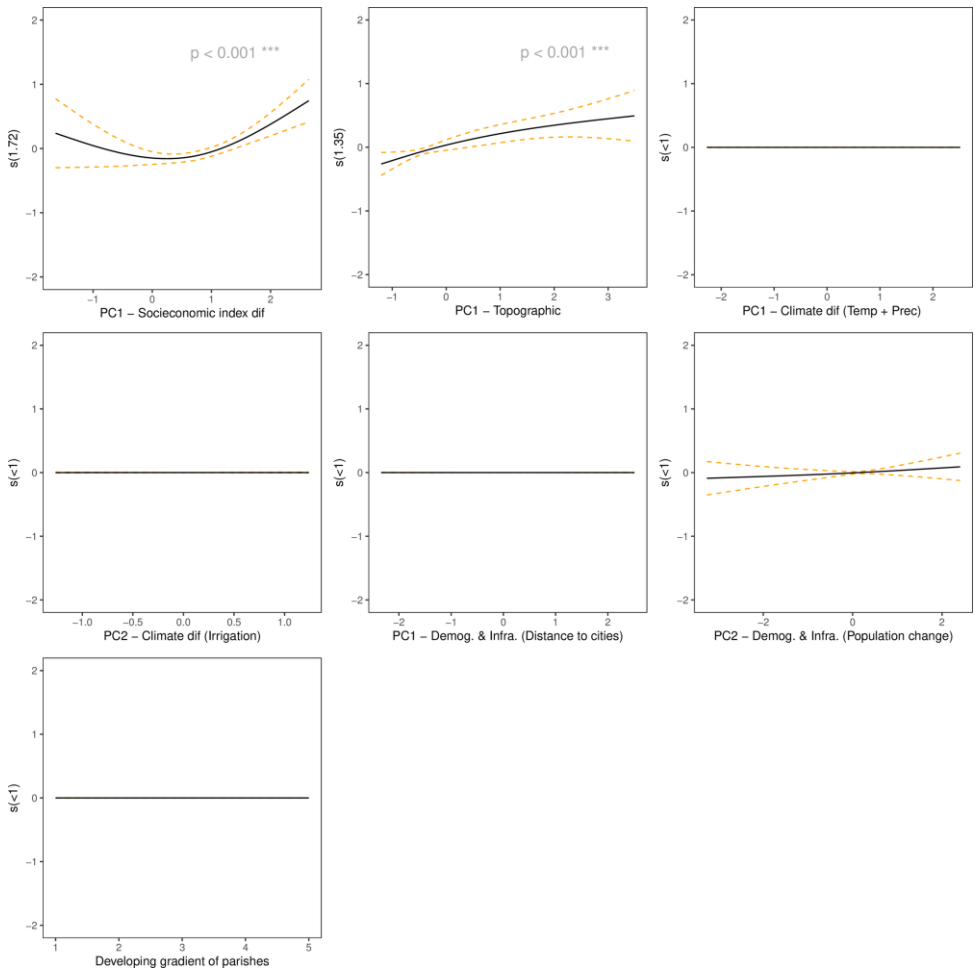 2
p < 0.001 ***
1
s(1.72)
0
−1
−2
−1 0 1 2
PC1 − Socieconomic index dif
2
p < 0.001 ***
1
s(1.35)
0
−1
−2
−1 0 1 2 3
PC1 − Topographic
2
1
s(<1)
0
−1
−2
−2 −1 0 1 2
PC1 − Climate dif (Temp + Prec)
2
1
s(<1)
0
−1
−2
−1.0 −0.5 0.0 0.5 1.0
PC2 − Climate dif (Irrigation)
2
1
s(<1)
0
−1
−2
−2 −1 0 1 2
PC1 − Demog. & Infra. (Distance to cities)
2
1
s(<1)
0
−1
−2
−2 0 2
PC2 − Demog. & Infra. (Population change)
2
1
s(<1)
0
−1
−2
1 2 3 4 5
Developing gradient of parishes